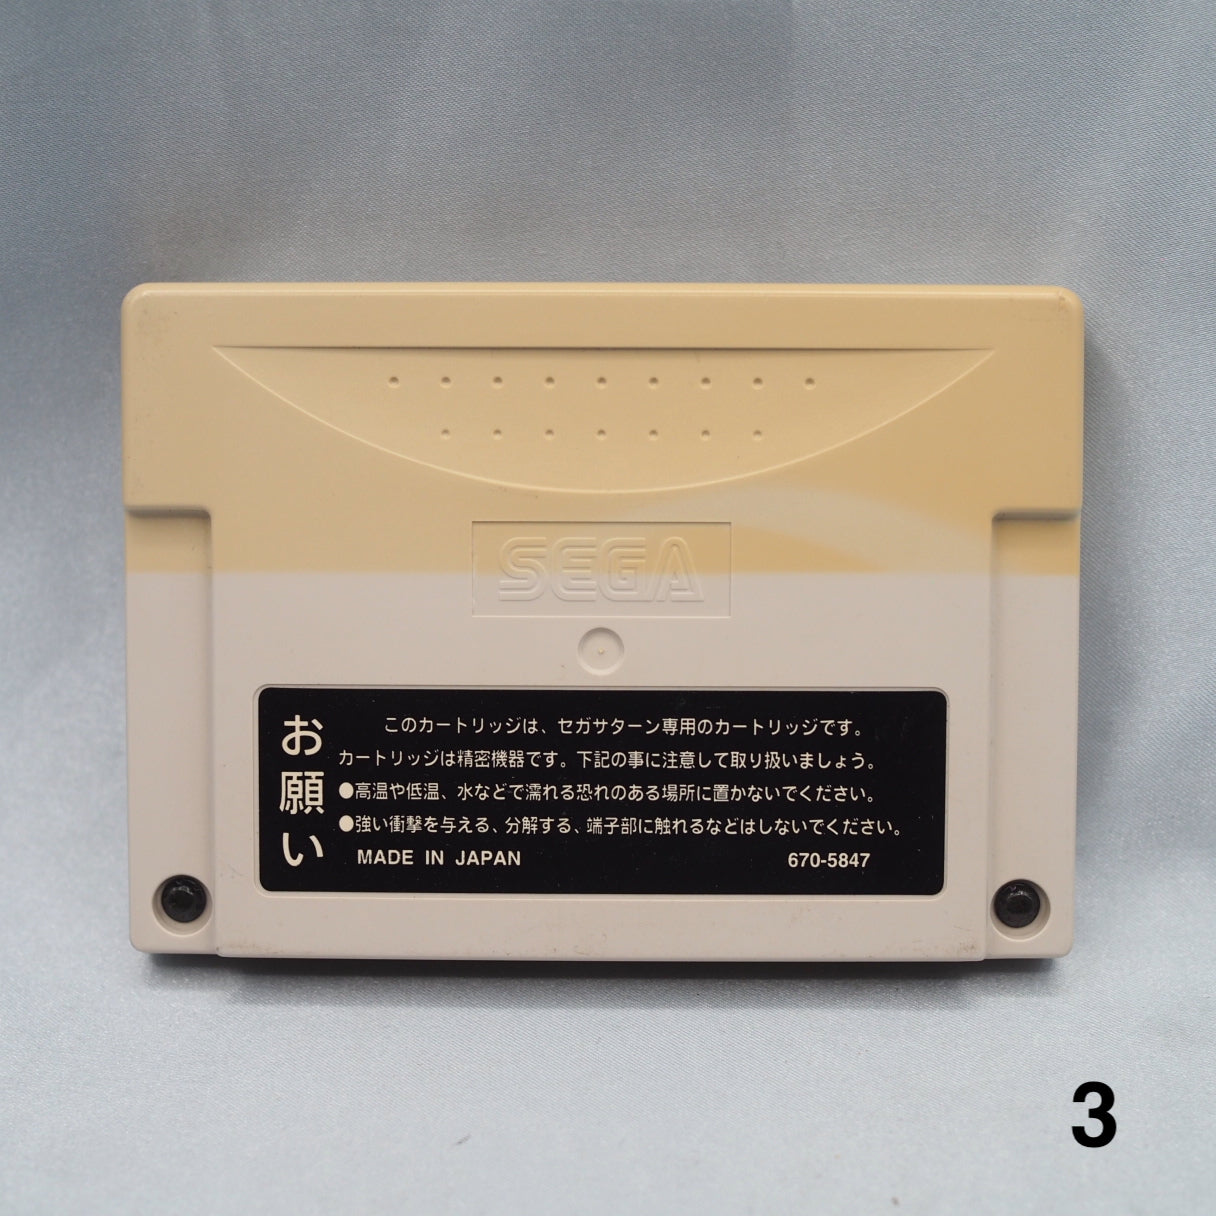 SEGA
お願い
このカートリッジは、セガサターン専用のカートリッジです。
カートリッジは精密機器です。下記の事に注意して取り扱いましょう。
●高温や低温、水などで濡れる恐れのある場所に置かないでください。
●強い衝撃を与える、分解する、端子部に触れるなどはしないでください。
MADE IN JAPAN 670-5847
3